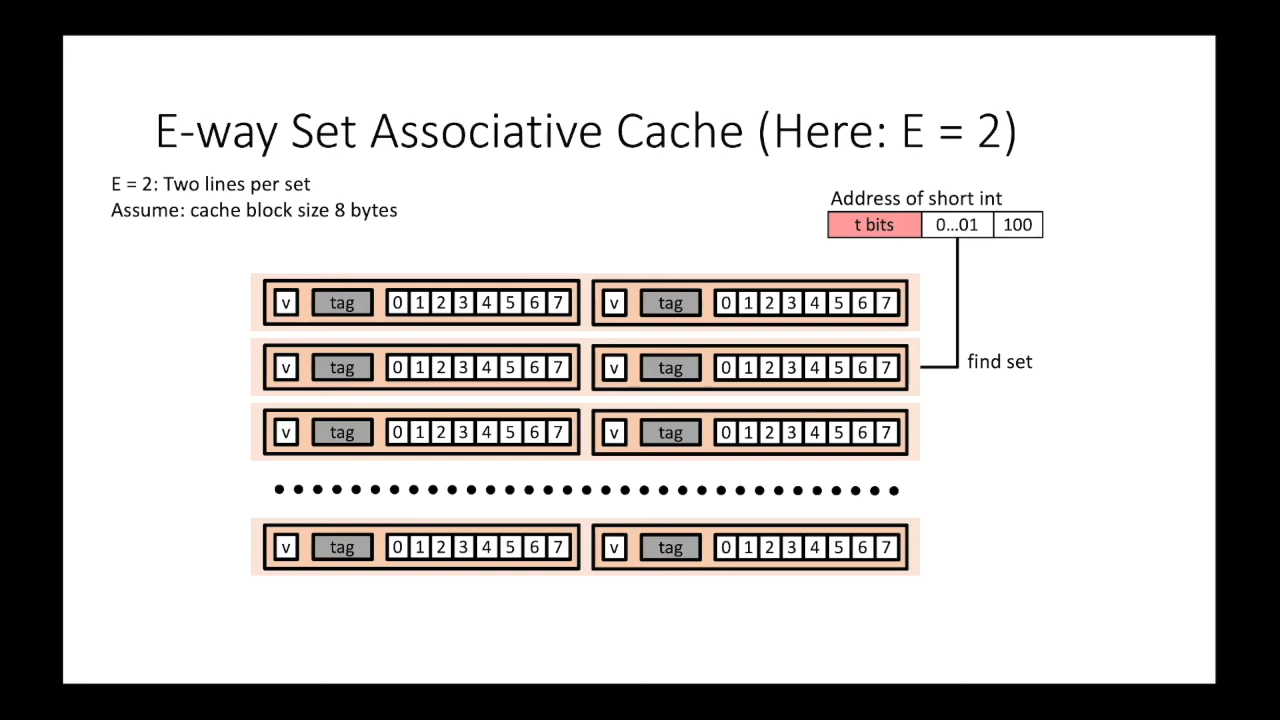 E-way Set Associative Cache (Here: E = 2)
E = 2: Two lines per set
Assume: cache block size 8 bytes
Address of short int
t bits 0...01 100
v tag 0 1 2 3 4 5 6 7 v tag 0 1 2 3 4 5 6 7
v tag 0 1 2 3 4 5 6 7 v tag 0 1 2 3 4 5 6 7 find set
v tag 0 1 2 3 4 5 6 7 v tag 0 1 2 3 4 5 6 7
v tag 0 1 2 3 4 5 6 7 v tag 0 1 2 3 4 5 6 7